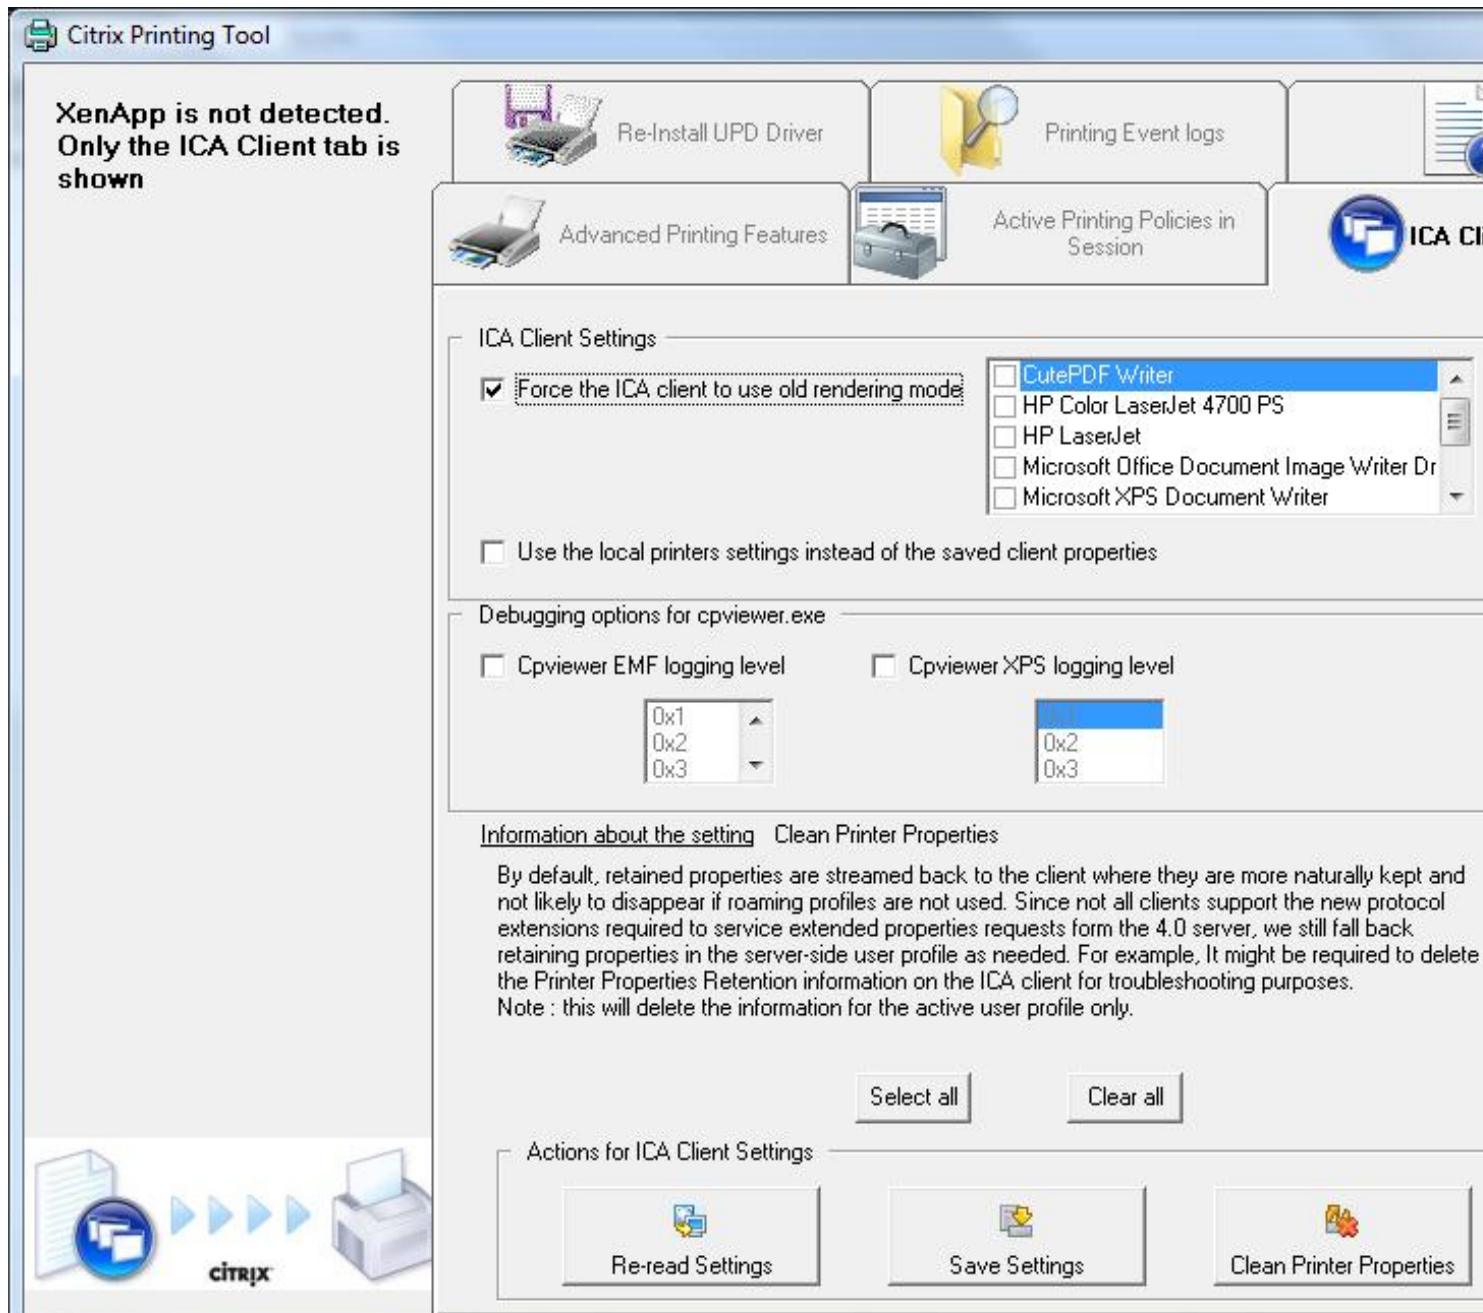 Citrix Printing Tool
XenApp is not detected.
Only the ICA Client tab is
shown
Re-Install UPD Driver
Printing Event logs
Advanced Printing Features
Active Printing Policies in
Session
ICA Cli
ICA Client Settings
Force the ICA client to use old rendering mode
CutePDF Writer
HP Color LaserJet 4700 PS
HP LaserJet
Microsoft Office Document Image Writer Dr
Microsoft XPS Document Writer
Use the local printers settings instead of the saved client properties
Debugging options for cpviewer.exe
Cpviewer EMF logging level
Cpviewer XPS logging level
0x1
0x2
0x3
0x1
0x2
0x3
Information about the setting Clean Printer Properties
By default, retained properties are streamed back to the client where they are more naturally kept and
not likely to disappear if roaming profiles are not used. Since not all clients support the new protocol
extensions required to service extended properties requests form the 4.0 server, we still fall back
retaining properties in the server-side user profile as needed. For example, It might be required to delete
the Printer Properties Retention information on the ICA client for troubleshooting purposes.
Note : this will delete the information for the active user profile only.
Select all
Clear all
Actions for ICA Client Settings
Re-read Settings
Save Settings
Clean Printer Properties
CITRIX